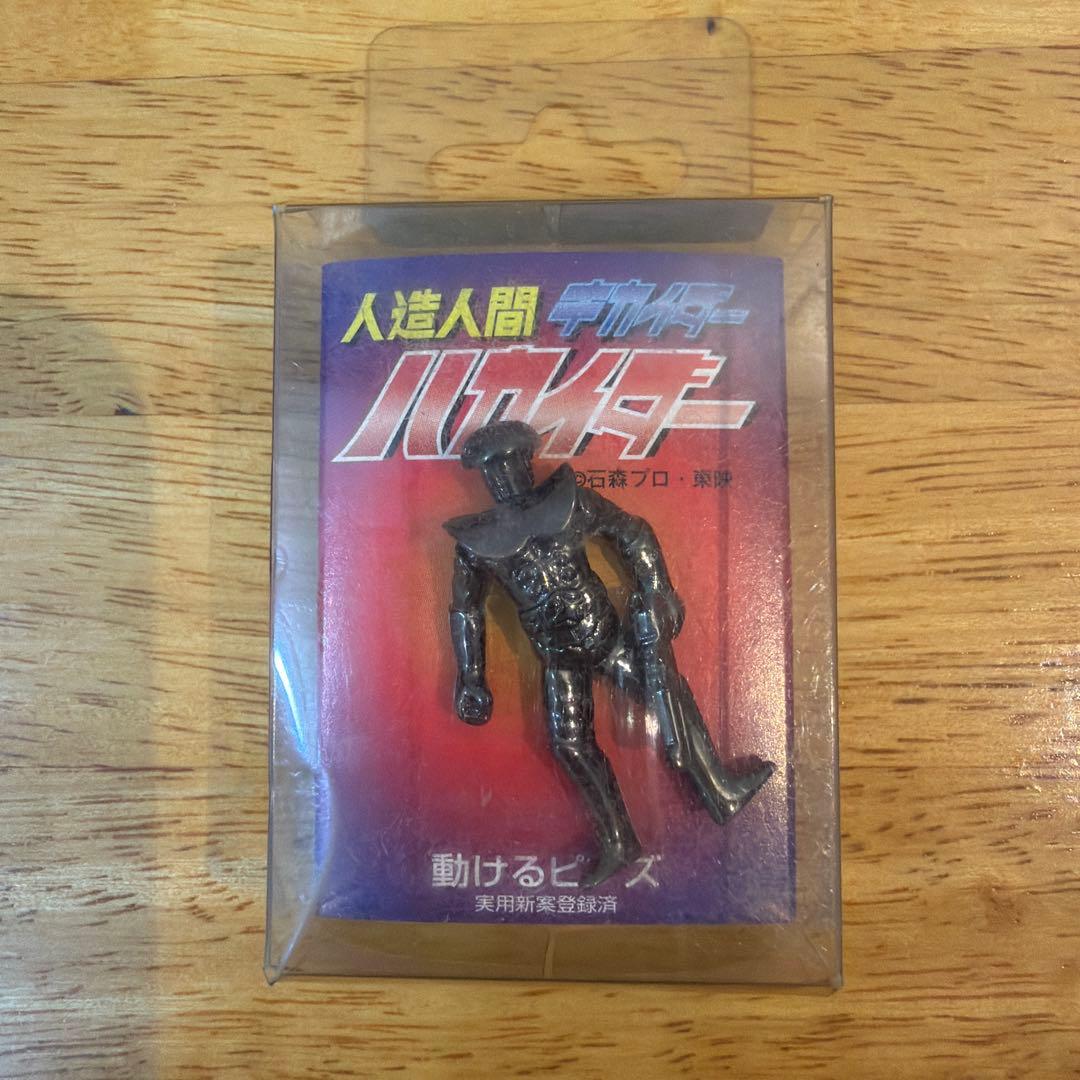 人造人間 キカイダー
ハカイダー
©石森プロ・東映
動けるピンズ
実用新案登録済